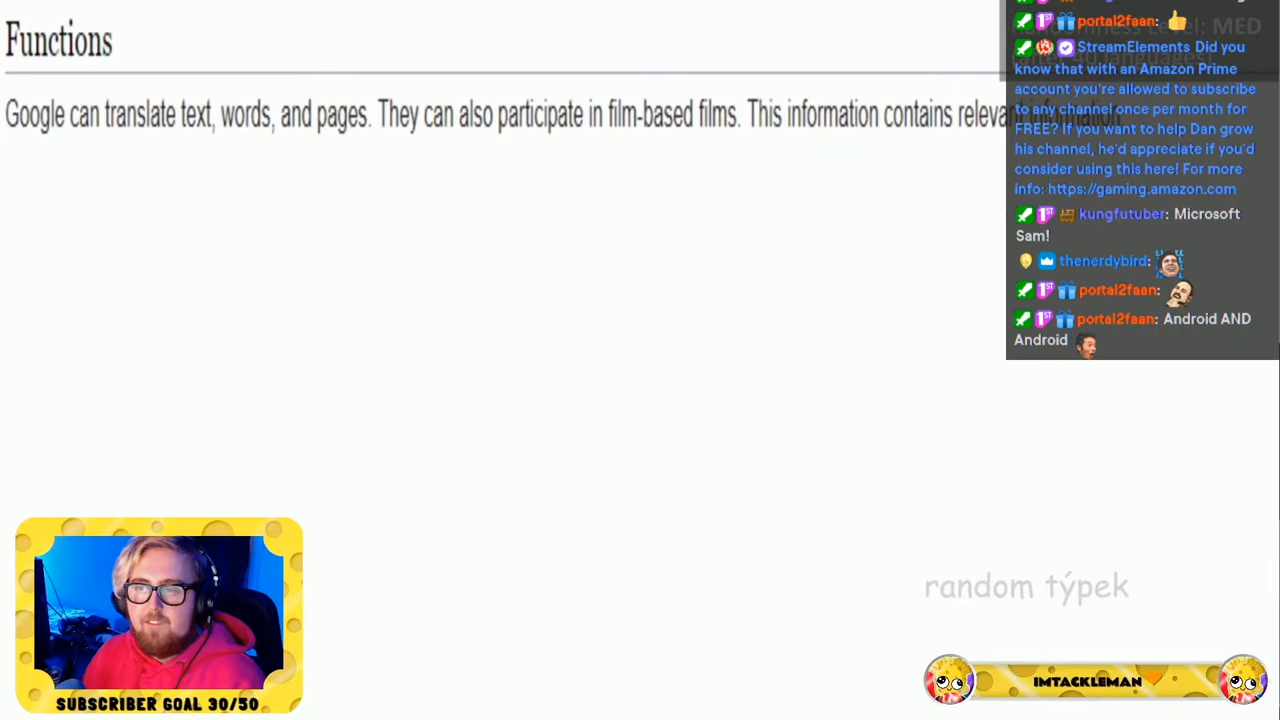 Functions
Google can translate text, words, and pages. They can also participate in film-based films. This information contains relevant information.
Randomness Level: MED
portal2faan: 
StreamElements Did you
know that with an Amazon Prime
account you're allowed to subscribe
to any channel once per month for
FREE? If you want to help Dan grow
his channel, he'd appreciate if you'd
consider using this here! For more
info: https://gaming.amazon.com
kungfutuber: Microsoft
Sam!
thenerdybird:
portal2faan:
portal2faan: Android AND
Android
random týpek
SUBSCRIBER GOAL 30/50
IMTACKLEMAN